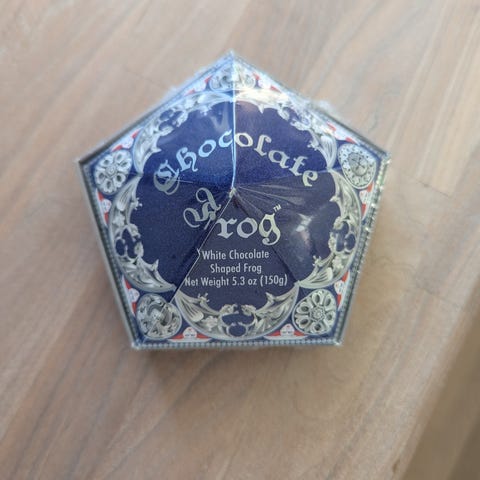 Chocolate
Frog™
White Chocolate
Shaped Frog
Net Weight 5.3 oz (150g)